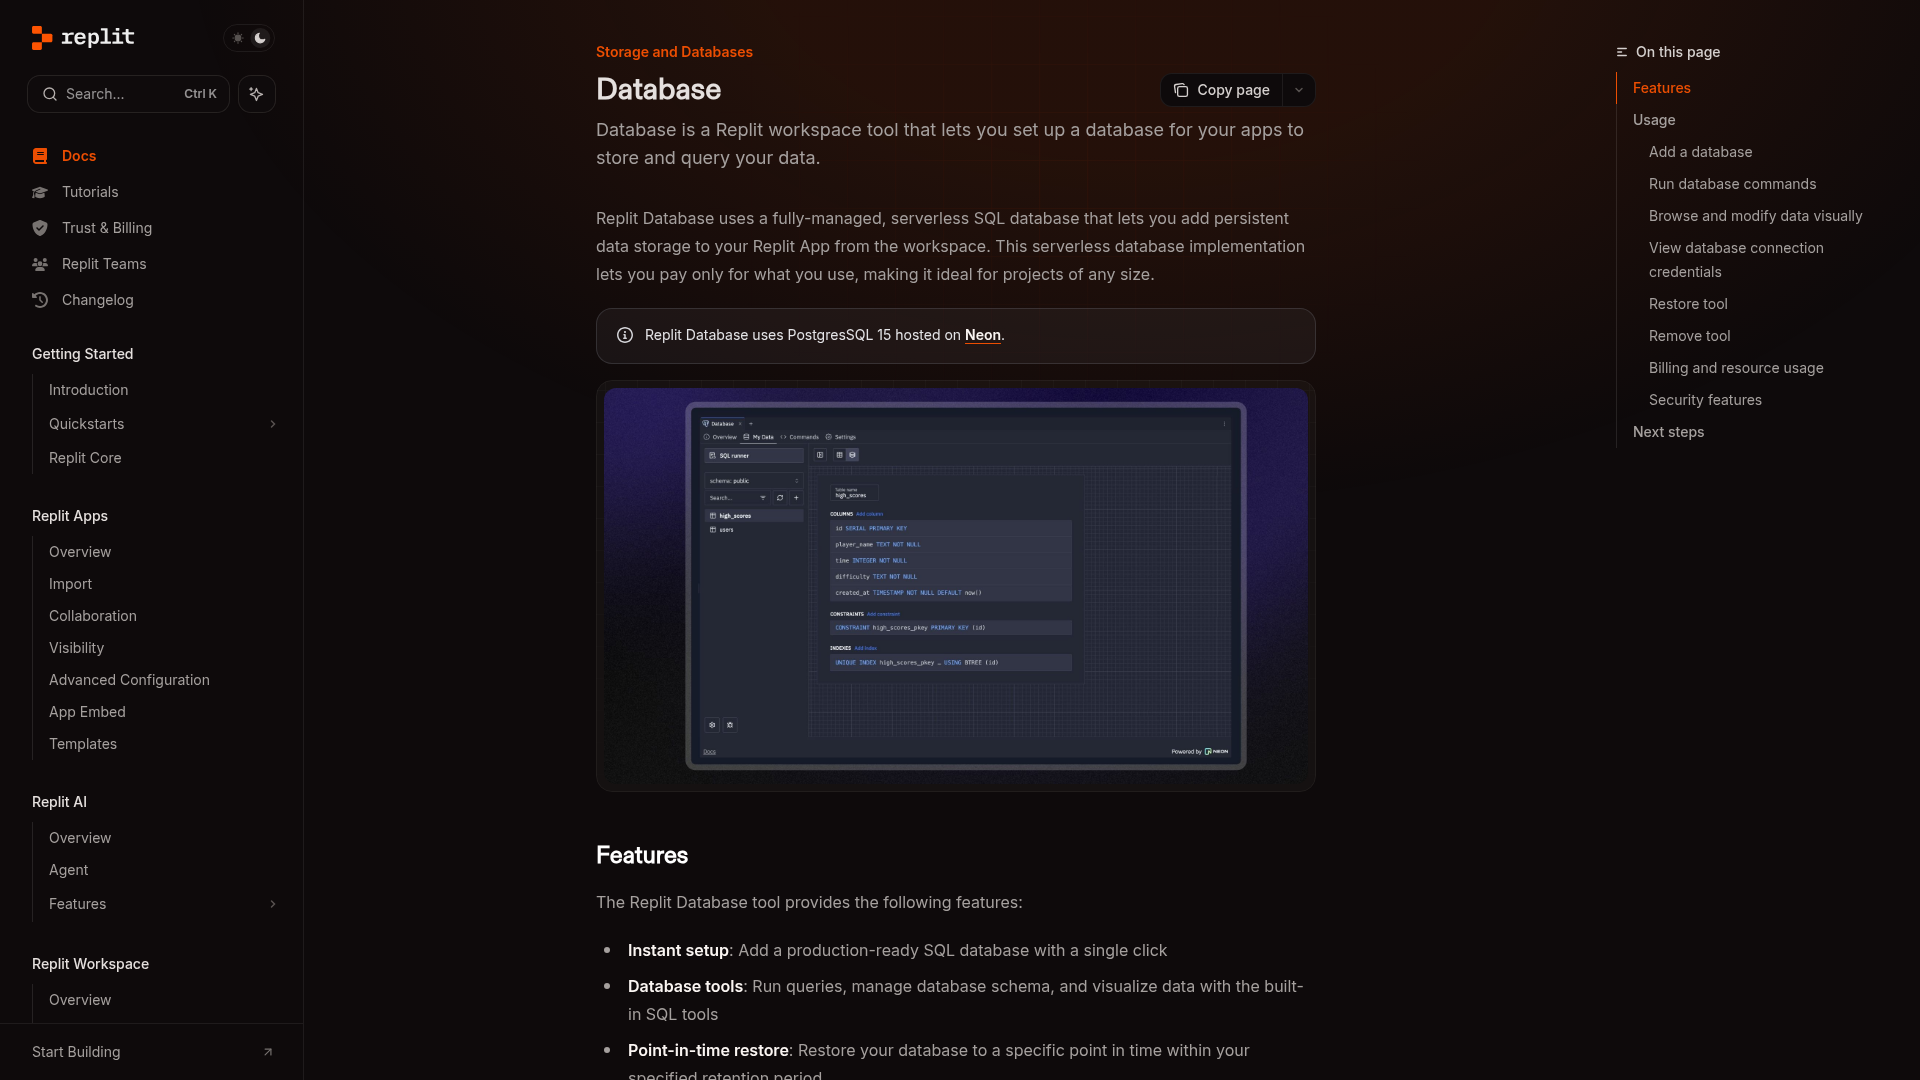 replit
Search...
Ctrl K
Docs
Tutorials
Trust & Billing
Replit Teams
Changelog
Getting Started
Introduction
Quickstarts
Replit Core
Replit Apps
Overview
Import
Collaboration
Visibility
Advanced Configuration
App Embed
Templates
Replit AI
Overview
Agent
Features
Replit Workspace
Overview
Start Building
Storage and Databases
Database
Copy page
Database is a Replit workspace tool that lets you set up a database for your apps to
store and query your data.
Replit Database uses a fully-managed, serverless SQL database that lets you add persistent
data storage to your Replit App from the workspace. This serverless database implementation
lets you pay only for what you use, making it ideal for projects of any size.
Replit Database uses PostgresSQL 15 hosted on Neon.
Database
Overview
My Data
Commands
Settings
SQL runner
schema: public
Search...
high_scores
users
Docs
Table name
high_scores
COLUMNS Add column
id SERIAL PRIMARY KEY
player_name TEXT NOT NULL
time INTEGER NOT NULL
difficulty TEXT NOT NULL
created_at TIMESTAMP NOT NULL DEFAULT now()
CONSTRAINTS Add constraint
CONSTRAINT high_scores_pkey PRIMARY KEY (id)
INDEXES Add index
UNIQUE INDEX high_scores_pkey … USING BTREE (id)
Powered by NEON
Features
The Replit Database tool provides the following features:
Instant setup: Add a production-ready SQL database with a single click
Database tools: Run queries, manage database schema, and visualize data with the built-
in SQL tools
Point-in-time restore: Restore your database to a specific point in time within your
specified retention period
On this page
Features
Usage
Add a database
Run database commands
Browse and modify data visually
View database connection
credentials
Restore tool
Remove tool
Billing and resource usage
Security features
Next steps